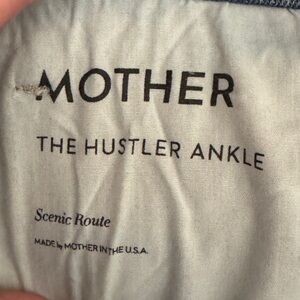 MOTHER
THE HUSTLER ANKLE
Scenic Route
MADE by MOTHER IN THE U.S.A.